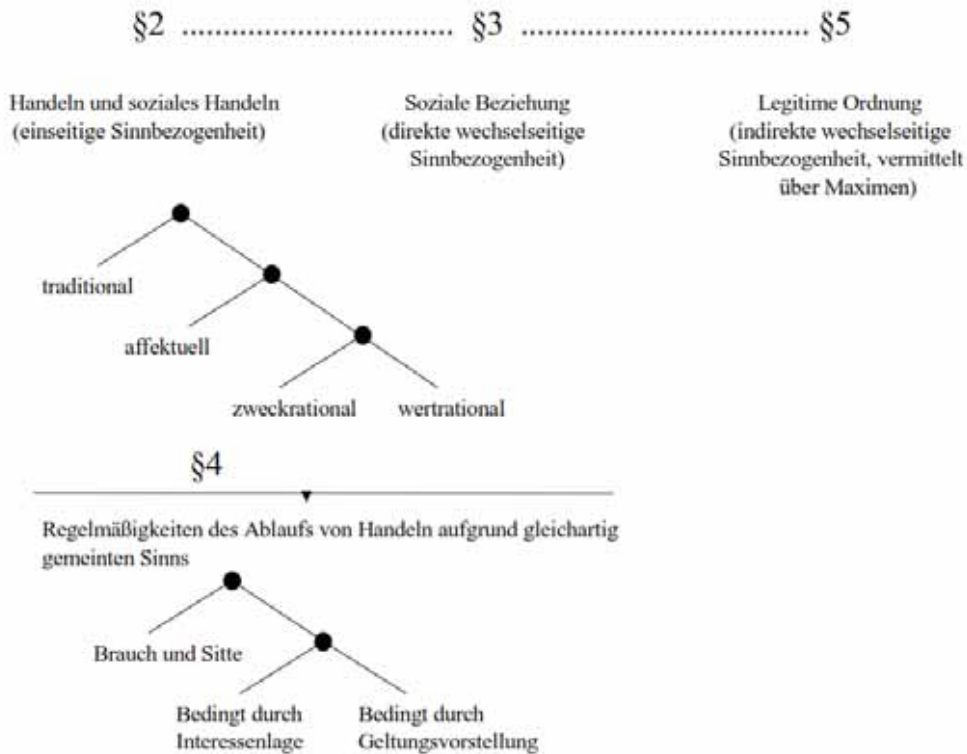 §2 ........................................ §3 ........................................... §5
Handeln und soziales Handeln
(einseitige Sinnbezogenheit)
Soziale Beziehung
(direkte wechselseitige
Sinnbezogenheit)
Legitime Ordnung
(indirekte wechselseitige
Sinnbezogenheit, vermittelt
über Maximen)
traditional
affektuell
zweckrational
wertrational
§4
Regelmäßigkeiten des Ablaufs von Handeln aufgrund gleichartig
gemeinten Sinns
Brauch und Sitte
Bedingt durch
Interessenlage
Bedingt durch
Geltungsvorstellung